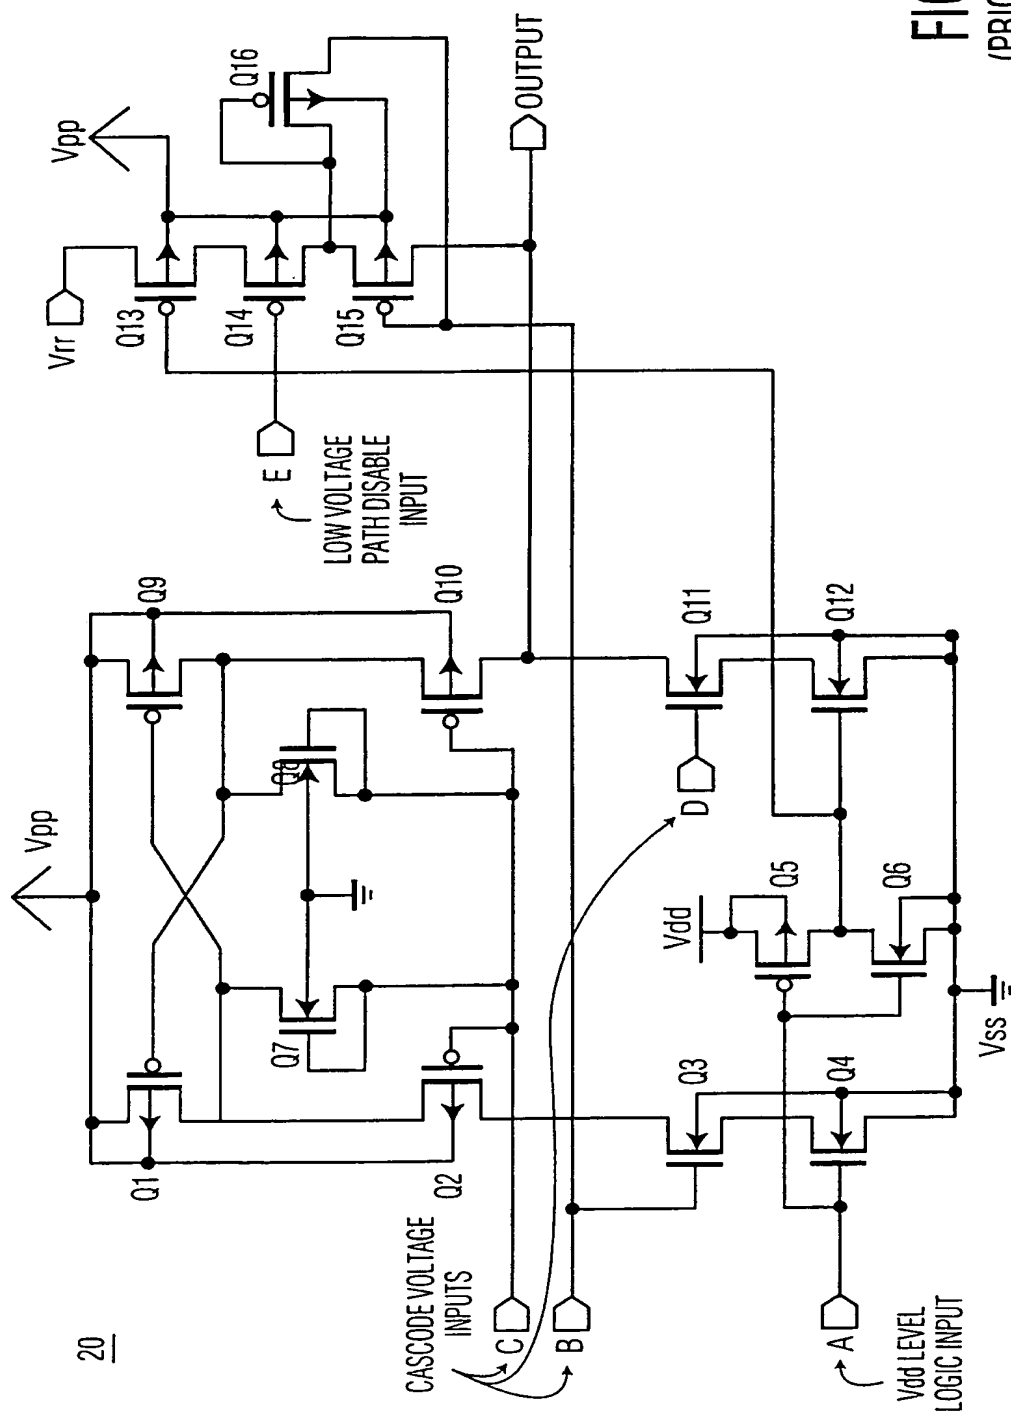 20
Vpp
Q1
Q2
Q7
Q8
Q9
Q10
CASCODE VOLTAGE
INPUTS
C
B
D
A
Vdd LEVEL
LOGIC INPUT
Q3
Q4
Vdd
Q5
Q6
Vss
Q11
Q12
E
LOW VOLTAGE
PATH DISABLE
INPUT
Vrr
Q13
Q14
Q15
Vpp
Q16
OUTPUT